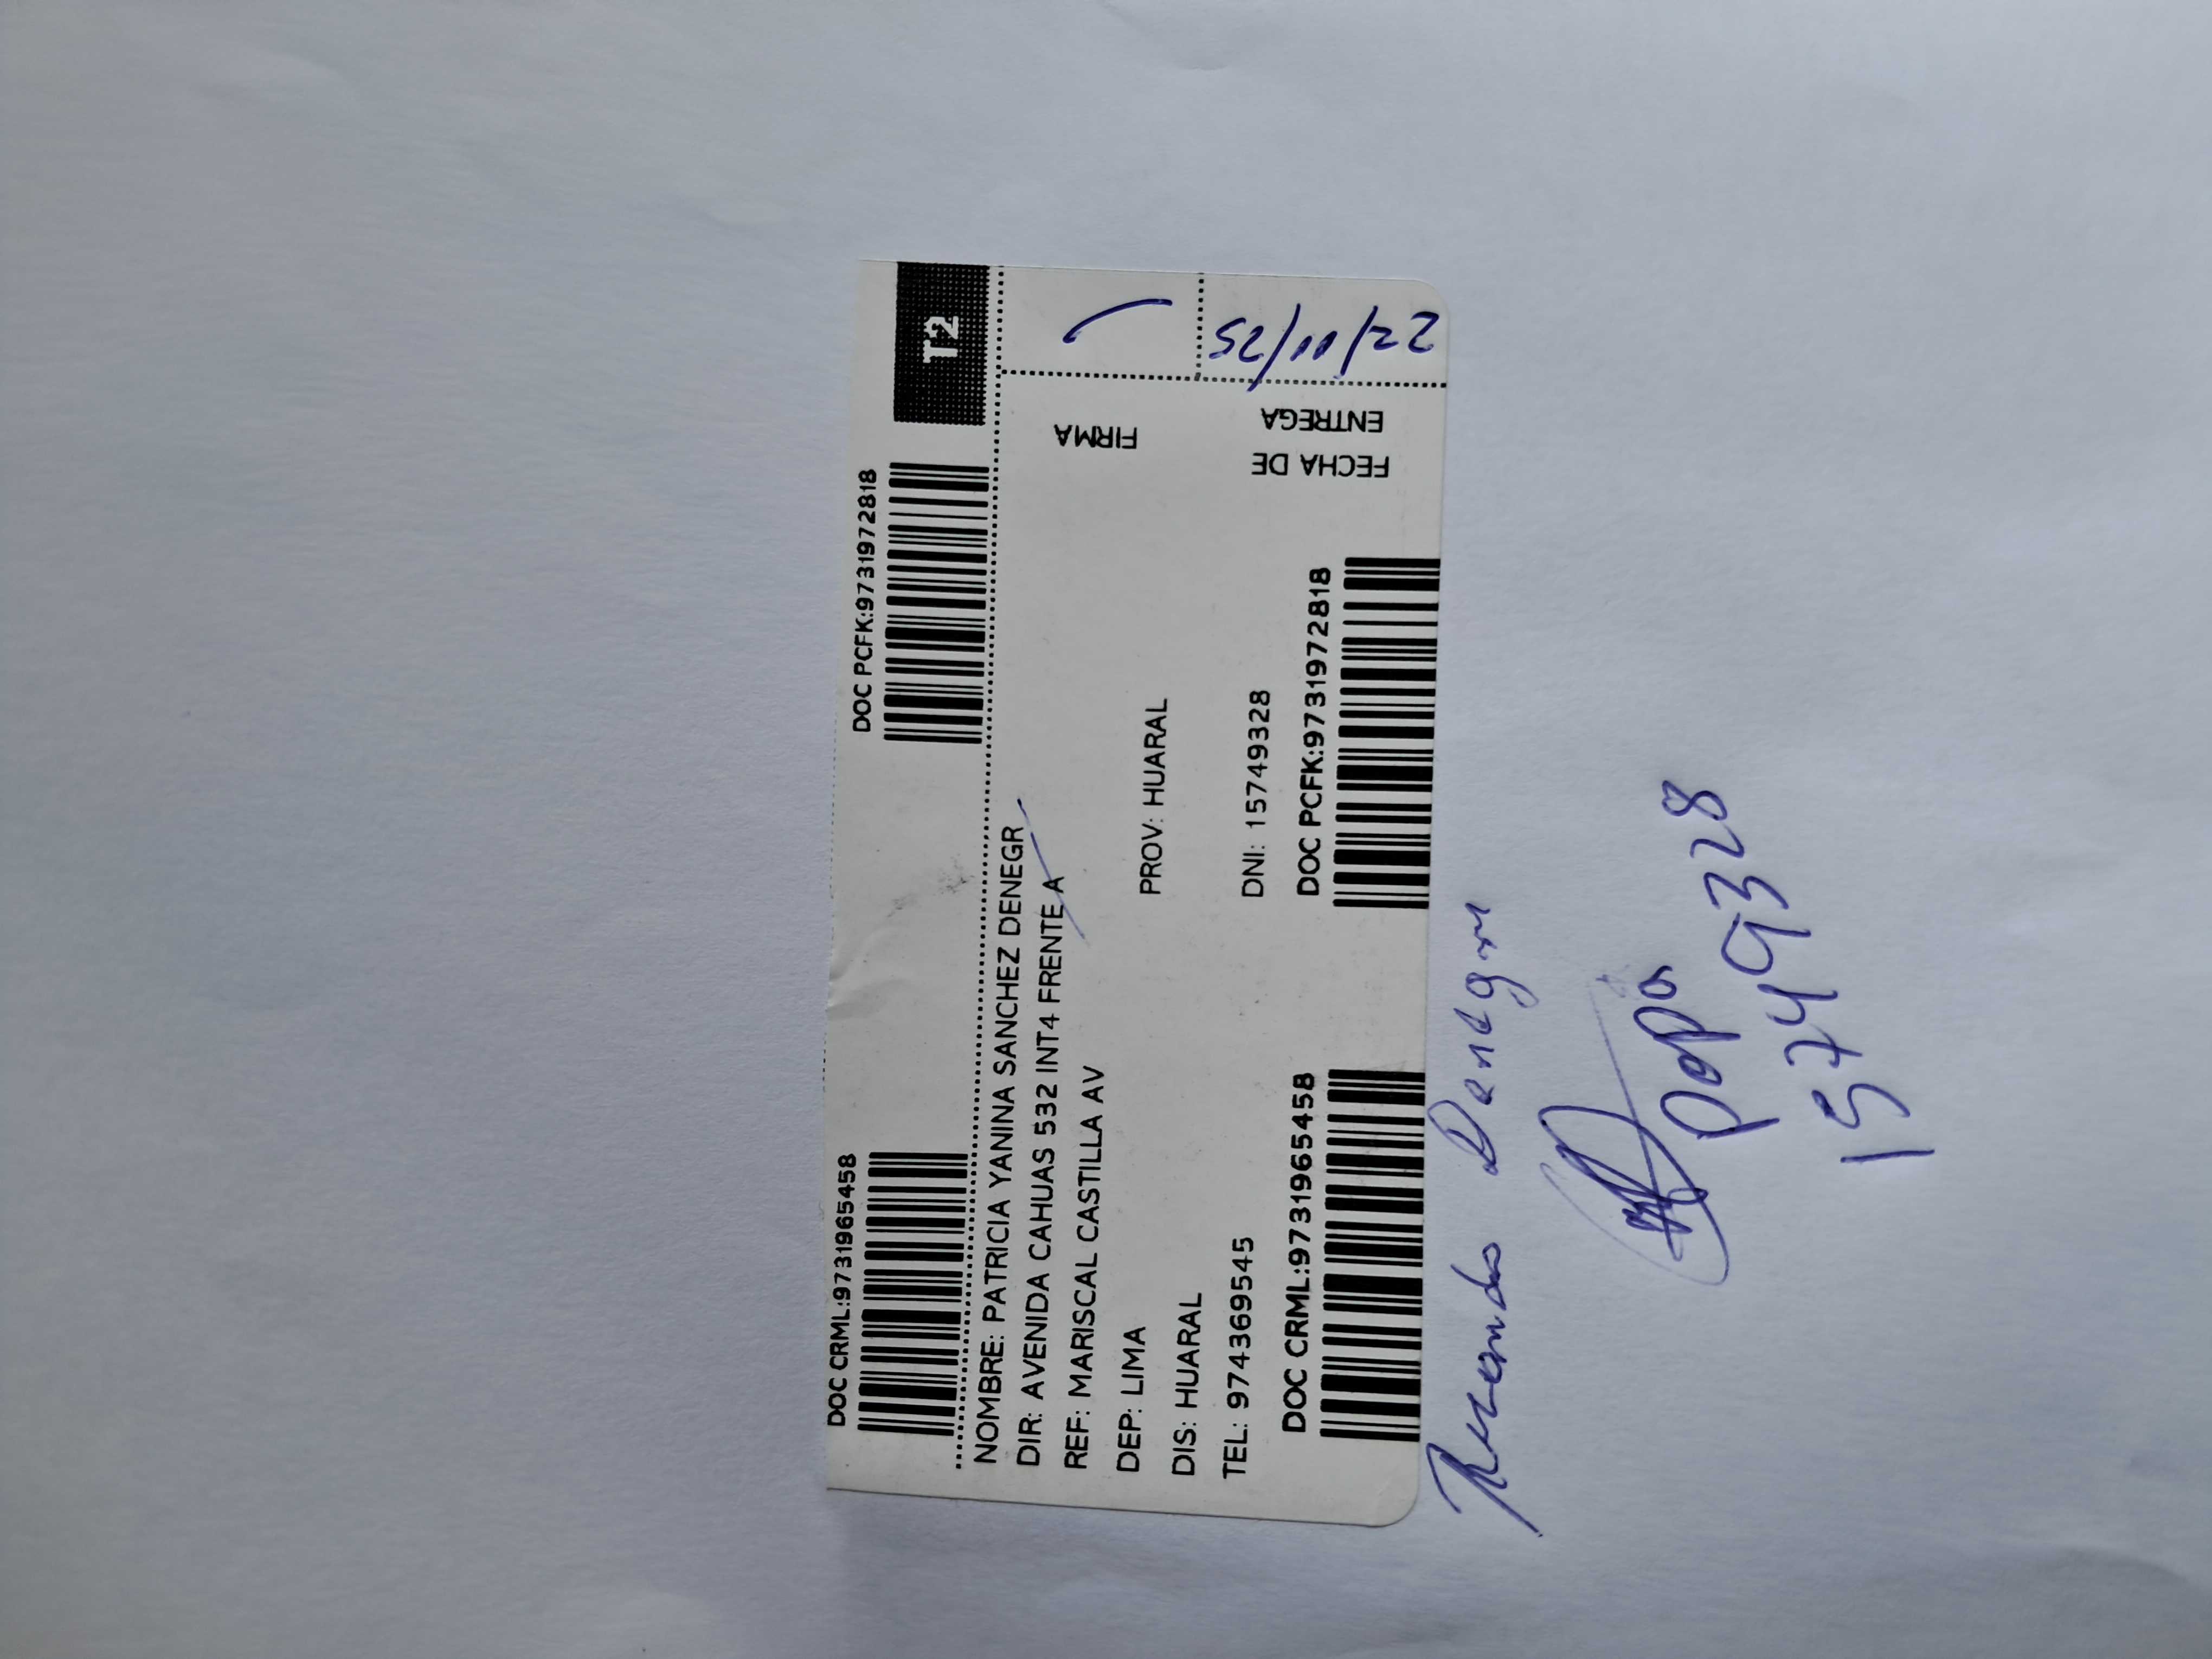 DOC CRML:9731965458
DOC PCFK:9731972818
T2
NOMBRE: PATRICIA YANINA SANCHEZ DENEGR
DIR: AVENIDA CAHUAS 532 INT4 FRENTE A
REF: MARISCAL CASTILLA AV
DEP: LIMA
PROV: HUARAL
DIS: HUARAL
TEL: 974369545
DNI: 15749328
DOC CRML:9731965458
DOC PCFK:9731972818
FIRMA
FECHA DE
ENTREGA
22/11/25
papa
15749328